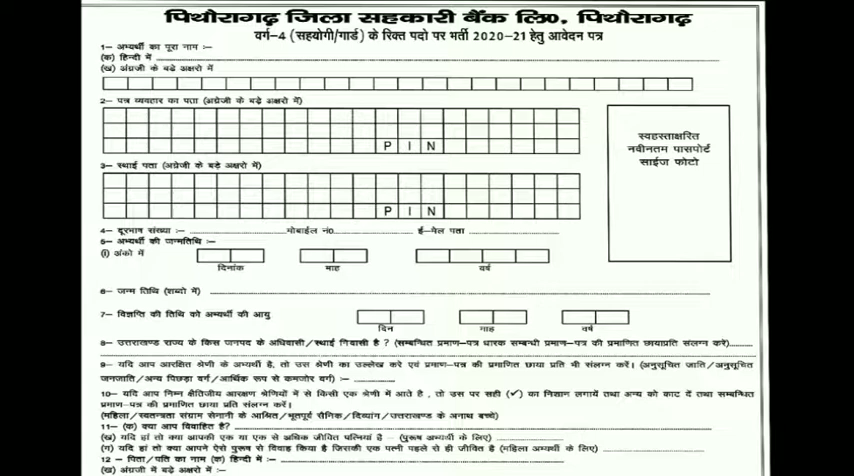 पिथौरागढ़ जिला सहकारी बैंक लि0, पिथौरागढ़
वर्ग-4 (सहयोगी/गार्ड) के रिक्त पदो पर भर्ती 2020-21 हेतु आवेदन पत्र
1- अभ्यर्थी का पूरा नाम :-
(क) हिन्दी में
(ख) अंग्रजी के बडे अक्षरो में
2- पत्र व्यवहार का पता (अंग्रेजी के बड़े अक्षरो में)
P I N
स्वहस्ताक्षरित
नवीनतम पासपोर्ट
साईज फोटो
3- स्थाई पता (अंग्रेजी के बड़े अक्षरो में)
P I N
4- दूरभाष संख्या :- मोबाईल नं0 ई-मेल पता
5- अभ्यर्थी की जन्मतिथि :-
(i) अंको में
दिनांक माह वर्ष
6- जन्म तिथि (शब्दो में)
7- विज्ञप्ति की तिथि को अभ्यर्थी की आयु
दिन माह वर्ष
8- उत्तराखण्ड राज्य के किस जनपद के अधिवासी/स्थाई निवासी है ? (सम्बन्धित प्रमाण-पत्र धारक सम्बन्धी प्रमाण-पत्र की प्रमाणित छायाप्रति संलग्न करें)
9- यदि आप आरक्षित श्रेणी के अभ्यर्थी है, तो उस श्रेणी का उल्लेख करे एवं प्रमाण-पत्र की प्रमाणित छाया प्रति भी संलग्न करें। (अनुसूचित जाति/अनुसूचित
जनजाति/अन्य पिछड़ा वर्ग/आर्थिक रूप से कमजोर वर्ग) :-
10- यदि आप निम्न क्षैतिजीय आरक्षण श्रेणियों में से किसी एक श्रेणी में आते है, तो उस पर सही (✓) का निशान लगायें तथा अन्य को काट दें तथा सम्बन्धित
प्रमाण-पत्र की प्रमाणित छाया प्रति संलग्न करें।
(महिला/स्वतन्त्रता संग्राम सेनानी के आश्रित/भूतपूर्व सैनिक/दिव्यांग/उत्तराखण्ड के अनाथ बच्चे)
11- (क) क्या आप विवाहित है?
(ख) यदि हां तो क्या आपकी एक या एक से अधिक जीवित पत्नियां है - (पुरूष अभ्यर्थी के लिए)
(ग) यदि हां तो क्या आपने ऐसे पुरूष से विवाह किया है जिसकी एक पत्नी पहले से ही जीवित है (महिला अभ्यर्थी के लिए)
12 - पिता/पति का नाम (क) हिन्दी में :-
(ख) अंग्रेजी में बड़े अक्षरो में :-